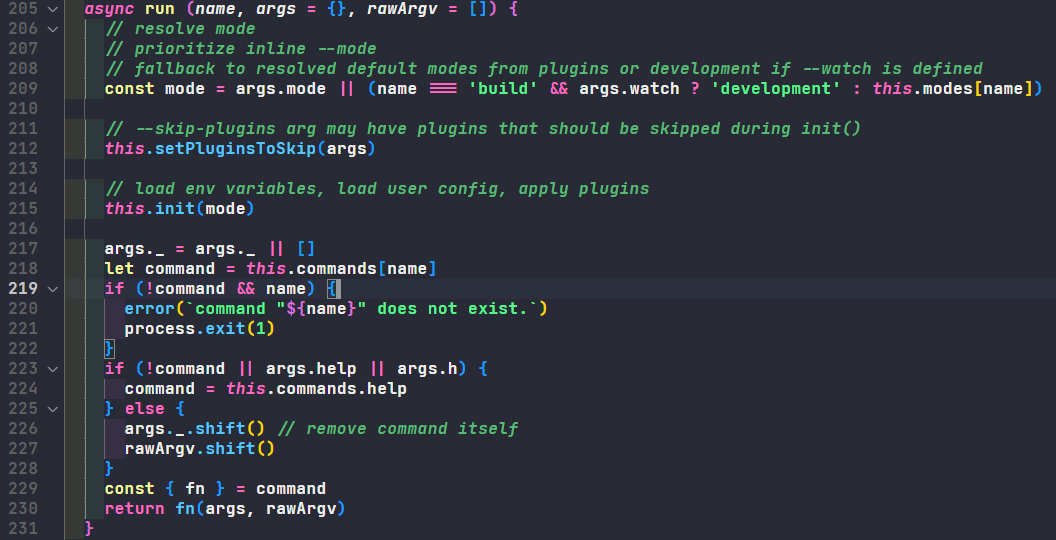 205 async run (name, args = {}, rawArgv = []) {
206 // resolve mode
207 // prioritize inline --mode
208 // fallback to resolved default modes from plugins or development if --watch is defined
209 const mode = args.mode || (name === 'build' && args.watch ? 'development' : this.modes[name])
210
211 // --skip-plugins arg may have plugins that should be skipped during init()
212 this.setPluginsToSkip(args)
213
214 // load env variables, load user config, apply plugins
215 this.init(mode)
216
217 args._ = args._ || []
218 let command = this.commands[name]
219 if (!command && name) {
220 error(`command "${name}" does not exist.`)
221 process.exit(1)
222 }
223 if (!command || args.help || args.h) {
224 command = this.commands.help
225 } else {
226 args._.shift() // remove command itself
227 rawArgv.shift()
228 }
229 const { fn } = command
230 return fn(args, rawArgv)
231 }